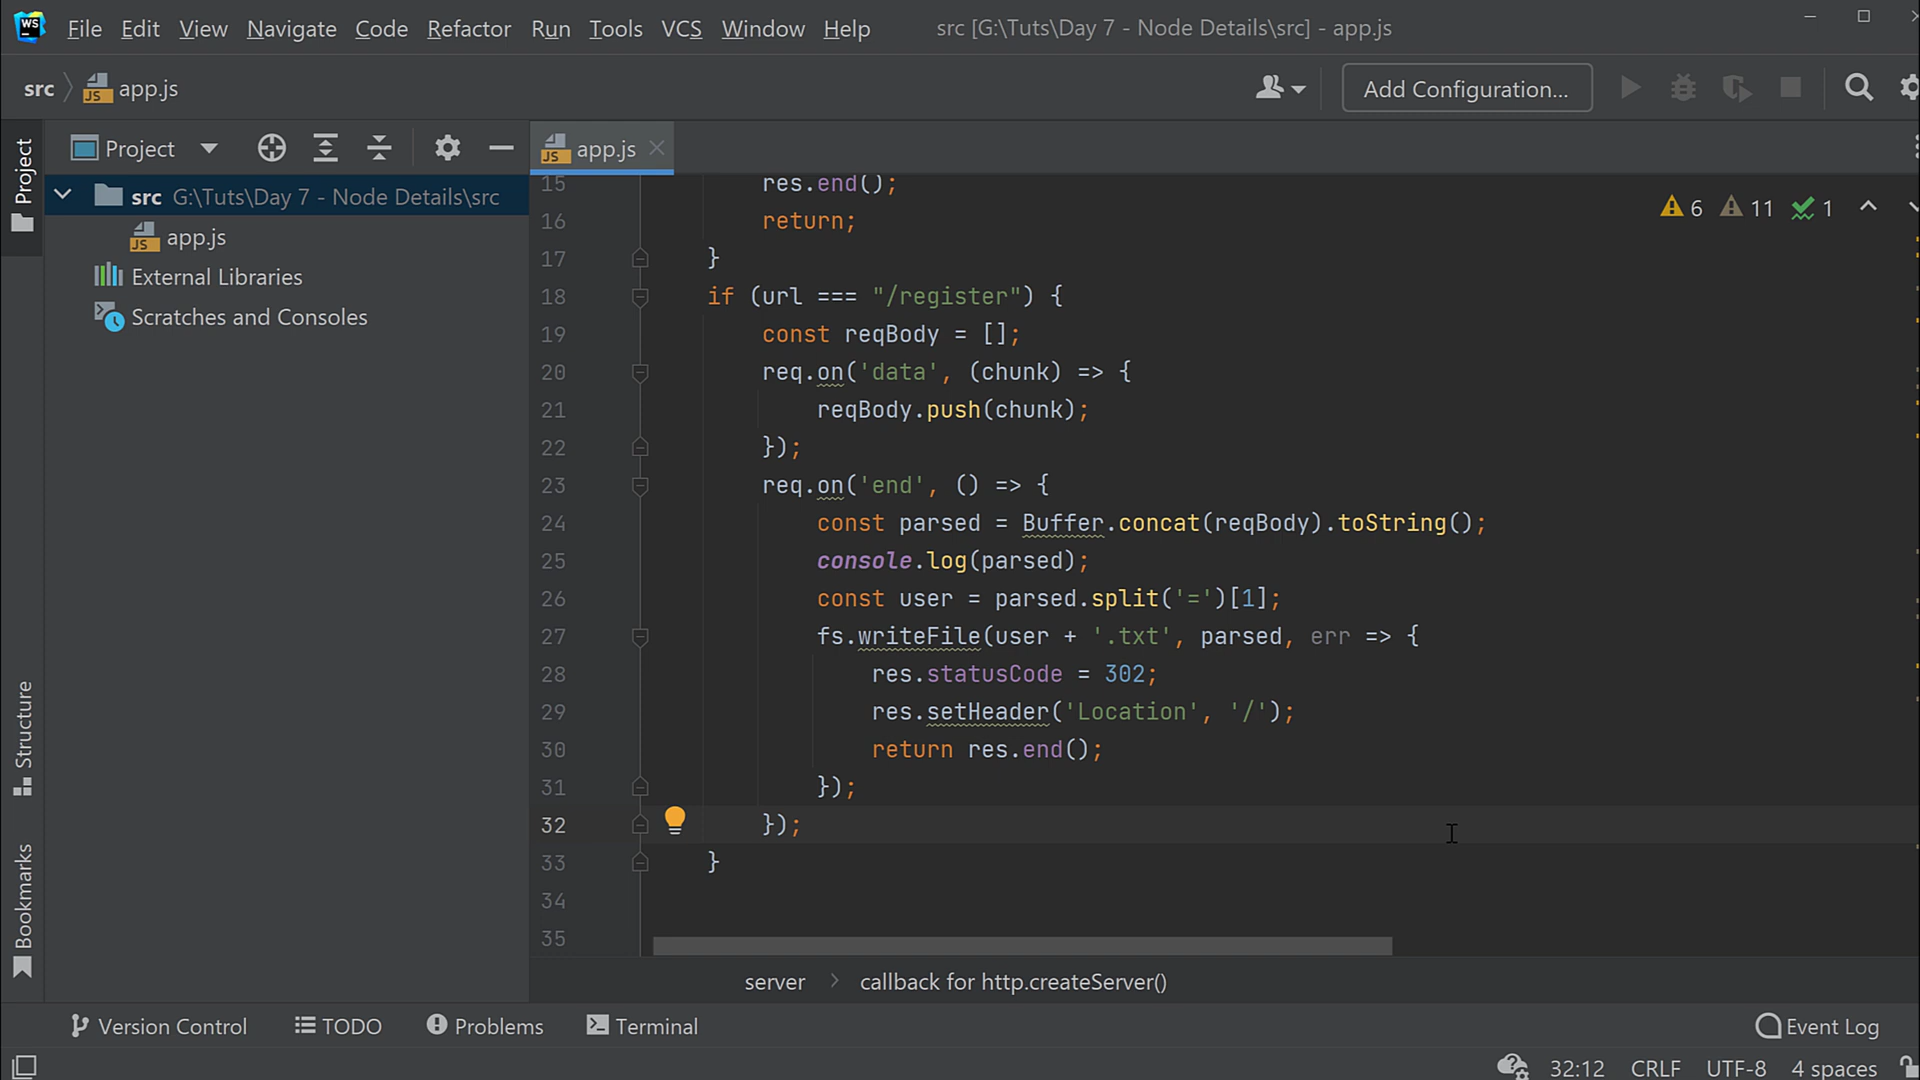 WS File Edit View Navigate Code Refactor Run Tools VCS Window Help src [G:\Tuts\Day 7 - Node Details\src] - app.js
src app.js Add Configuration...
Project Project app.js
src G:\Tuts\Day 7 - Node Details\src
app.js
External Libraries
Scratches and Consoles
Structure
Bookmarks
6 11 1
15 res.end();
16 return;
17 }
18 if (url === "/register") {
19 const reqBody = [];
20 req.on('data', (chunk) => {
21 reqBody.push(chunk);
22 });
23 req.on('end', () => {
24 const parsed = Buffer.concat(reqBody).toString();
25 console.log(parsed);
26 const user = parsed.split('=')[1];
27 fs.writeFile(user + '.txt', parsed, err => {
28 res.statusCode = 302;
29 res.setHeader('Location', '/');
30 return res.end();
31 });
32 });
33 }
34
35
server callback for http.createServer()
Version Control TODO Problems Terminal Event Log
32:12 CRLF UTF-8 4 spaces